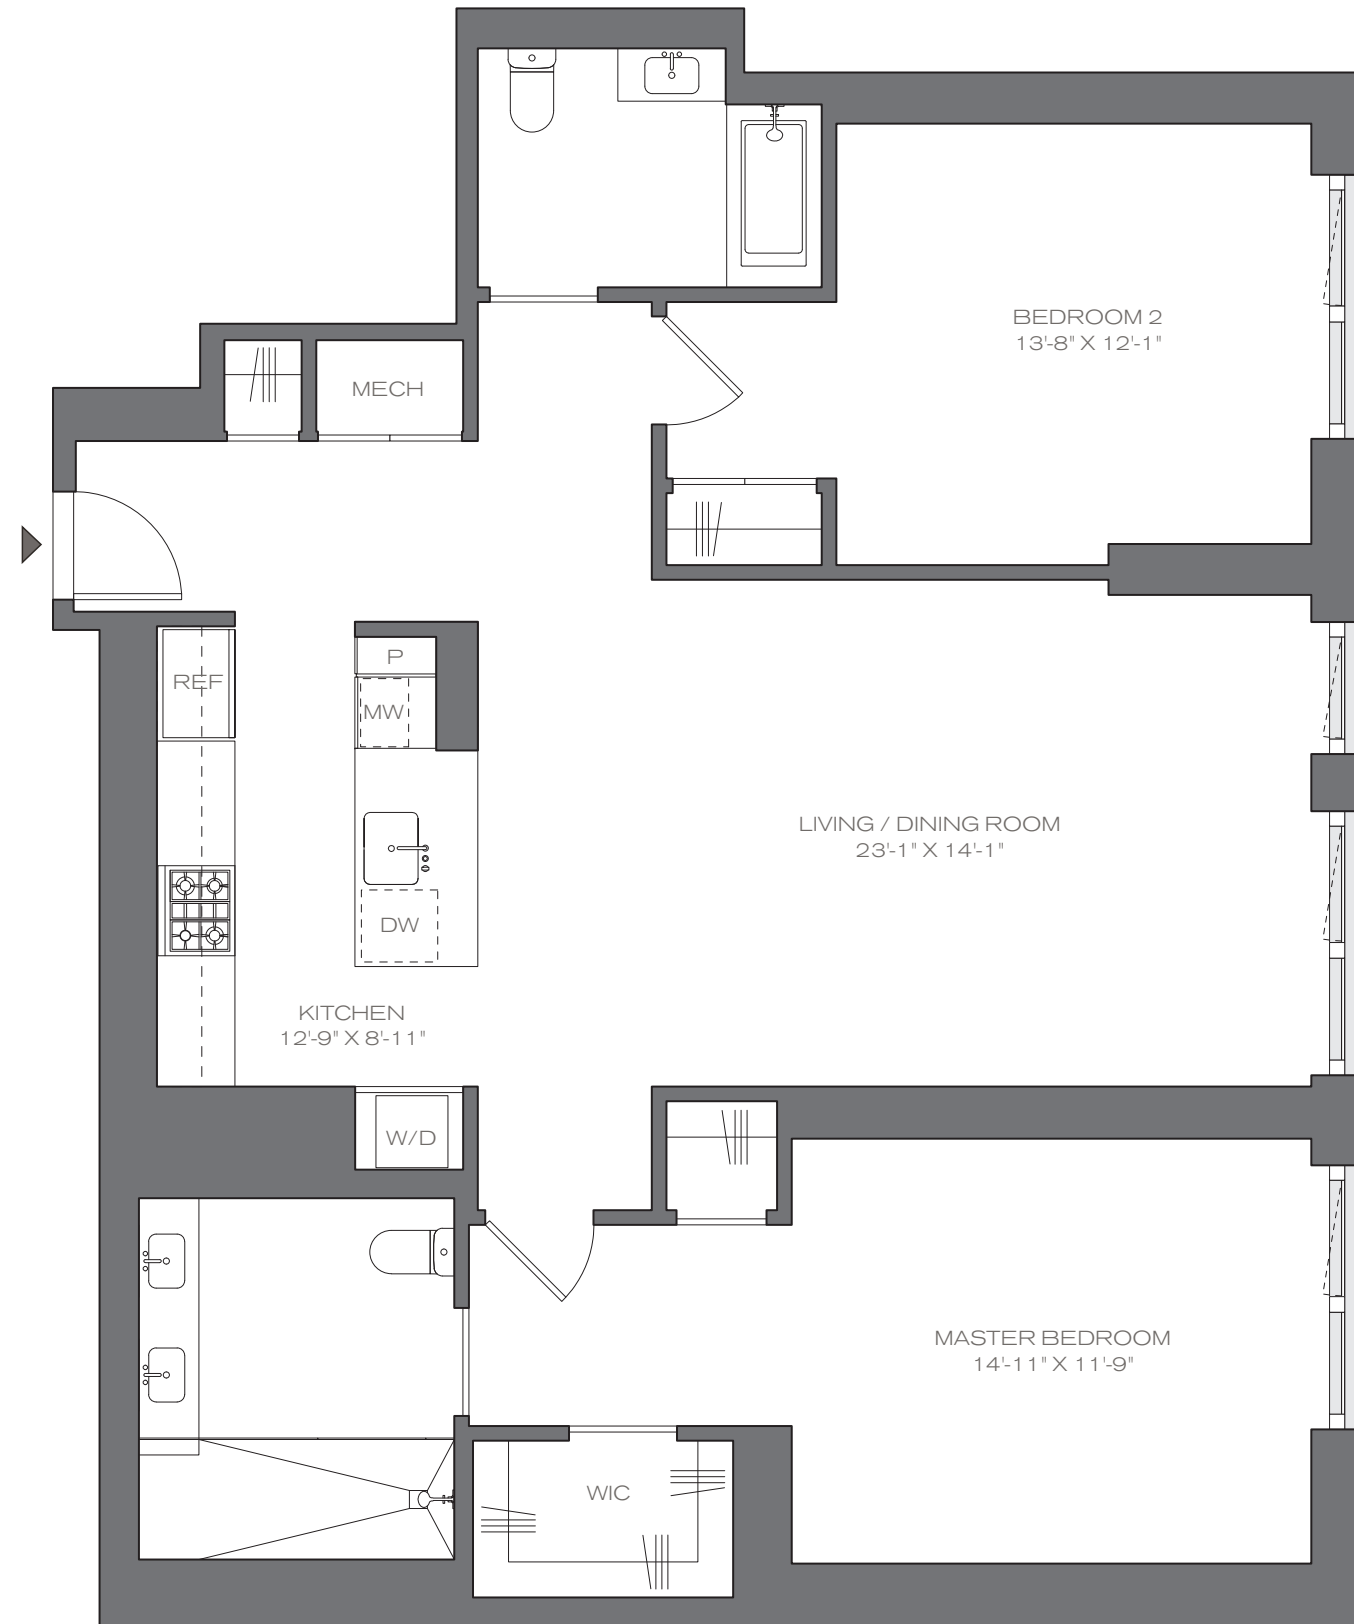 BEDROOM 2
13'-8" X 12'-1"
MECH
REF
P
MW
LIVING / DINING ROOM
23'-1" X 14'-1"
DW
KITCHEN
12'-9" X 8'-11"
W/D
MASTER BEDROOM
14'-11" X 11'-9"
WIC